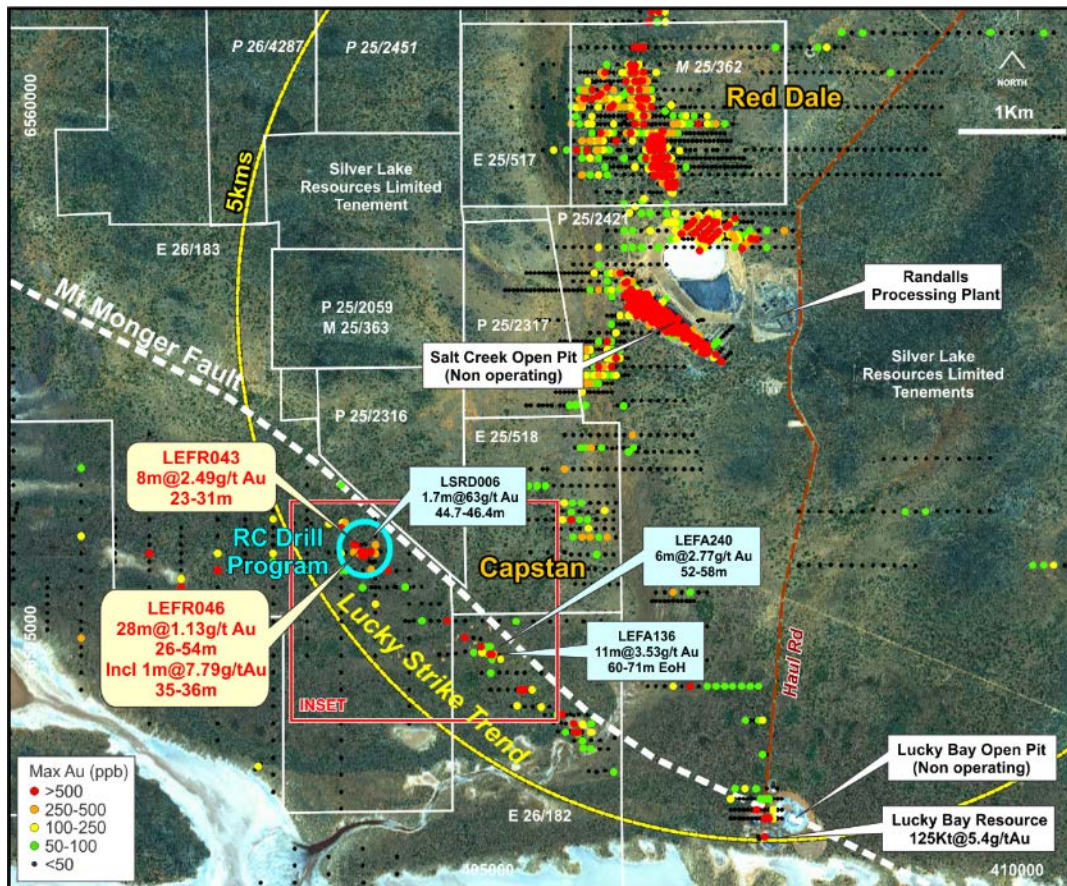 P 26/4287
P 25/2451
M 25/362
NORTH
1Km
Red Dale
6560000
5kms
E 25/517
Silver Lake
Resources Limited
Tenement
P 25/2421
E 26/183
Randalls
Processing Plant
Mt Monger Fault
P 25/2059
M 25/363
P 25/2317
Salt Creek Open Pit
(Non operating)
Silver Lake
Resources Limited
Tenements
P 25/2316
E 25/518
LEFR043
8m@2.49g/t Au
23-31m
LSRD006
1.7m@63g/t Au
44.7-46.4m
RC Drill
Program
Capstan
LEFA240
6m@2.77g/t Au
52-58m
LEFR046
28m@1.13g/t Au
26-54m
Incl 1m@7.79g/tAu
35-36m
5000
Lucky Strike Trend
LEFA136
11m@3.53g/t Au
60-71m EoH
Haul Rd
INSET
Lucky Bay Open Pit
(Non operating)
Max Au (ppb)
>500
250-500
100-250
50-100
<50
E 26/182
Lucky Bay Resource
125Kt@5.4g/tAu
405000
410000